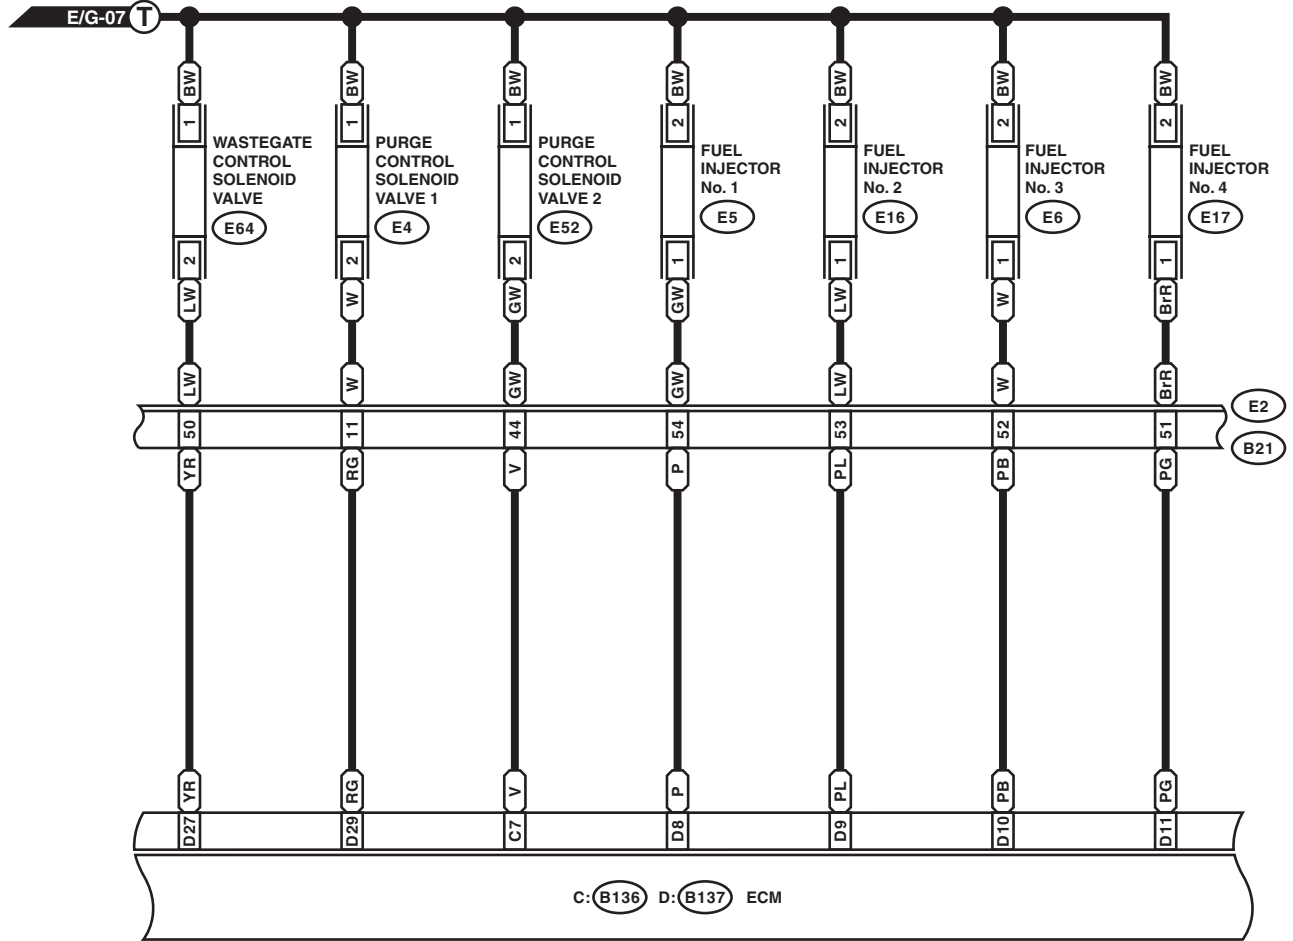 E/G-07 T
BW BW BW BW BW BW BW
1 1 1 2 2 2 2
WASTEGATE
CONTROL
SOLENOID
VALVE
E64
PURGE
CONTROL
SOLENOID
VALVE 1
E4
PURGE
CONTROL
SOLENOID
VALVE 2
E52
FUEL
INJECTOR
No. 1
E5
FUEL
INJECTOR
No. 2
E16
FUEL
INJECTOR
No. 3
E6
FUEL
INJECTOR
No. 4
E17
2 2 2 1 1 1 1
LW W GW GW LW W BrR
LW W GW GW LW W BrR
E2
50 11 44 54 53 52 51
B21
YR RG V P PL PB PG
YR RG V P PL PB PG
D27 D29 C7 D8 D9 D10 D11
C: B136 D: B137 ECM